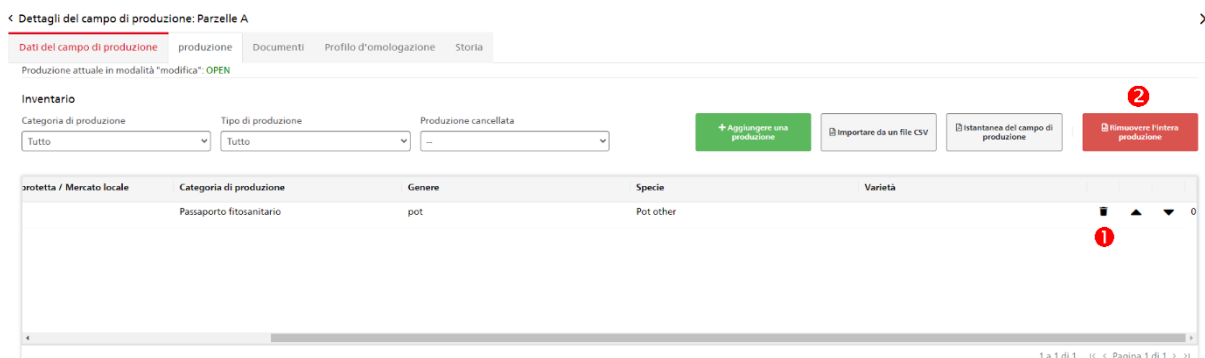 Dettagli del campo di produzione: Parzelle A
Dati del campo di produzione produzione Documenti Profilo d'omologazione Storia
Produzione attuale in modalità "modifica": OPEN
Inventario
2
Categoria di produzione Tipo di produzione Produzione cancellata
Tutto Tutto --
+ Aggiungere una produzione
Importare da un file CSV
Istantanea del campo di produzione
Rimuovere l'intera produzione
protetta / Mercato locale Categoria di produzione Genere Specie Varietà
Passaporto fitosanitario pot Pot other 0
1
1 a 1 di 1 Pagina 1 di 1